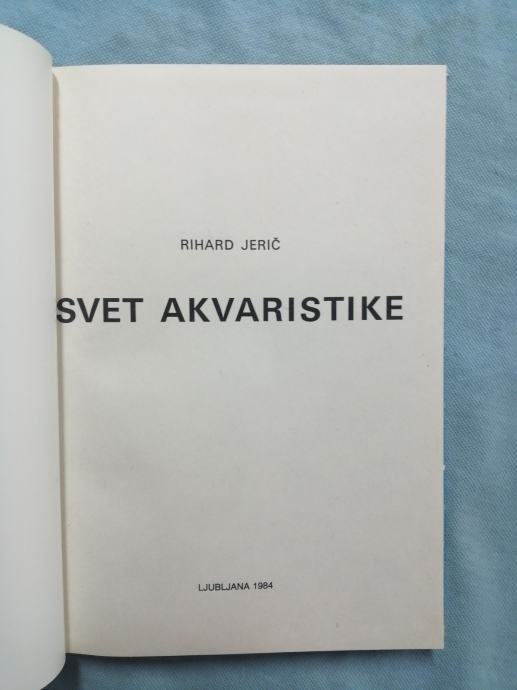 RIHARD JERIČ
SVET AKVARISTIKE
LJUBLJANA 1984